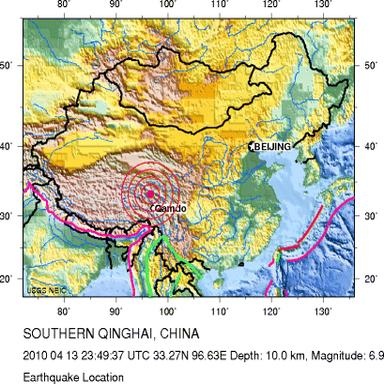 80° 90° 100° 110° 120° 130°
50° 50°
BEIJING
40° 40°
Qamdo
30° 30°
20° 20°
USGS NEIC
80° 90° 100° 110° 120° 130°
SOUTHERN QINGHAI, CHINA
2010 04 13 23:49:37 UTC 33.27N 96.63E Depth: 10.0 km, Magnitude: 6.9
Earthquake Location